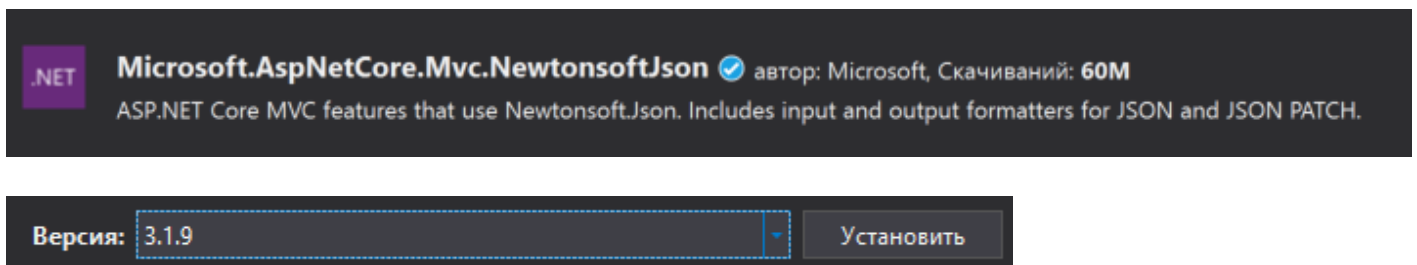 .NET
Microsoft.AspNetCore.Mvc.NewtonsoftJson автор: Microsoft, Скачиваний: 60M
ASP.NET Core MVC features that use Newtonsoft.Json. Includes input and output formatters for JSON and JSON PATCH.
Версия: 3.1.9 Установить